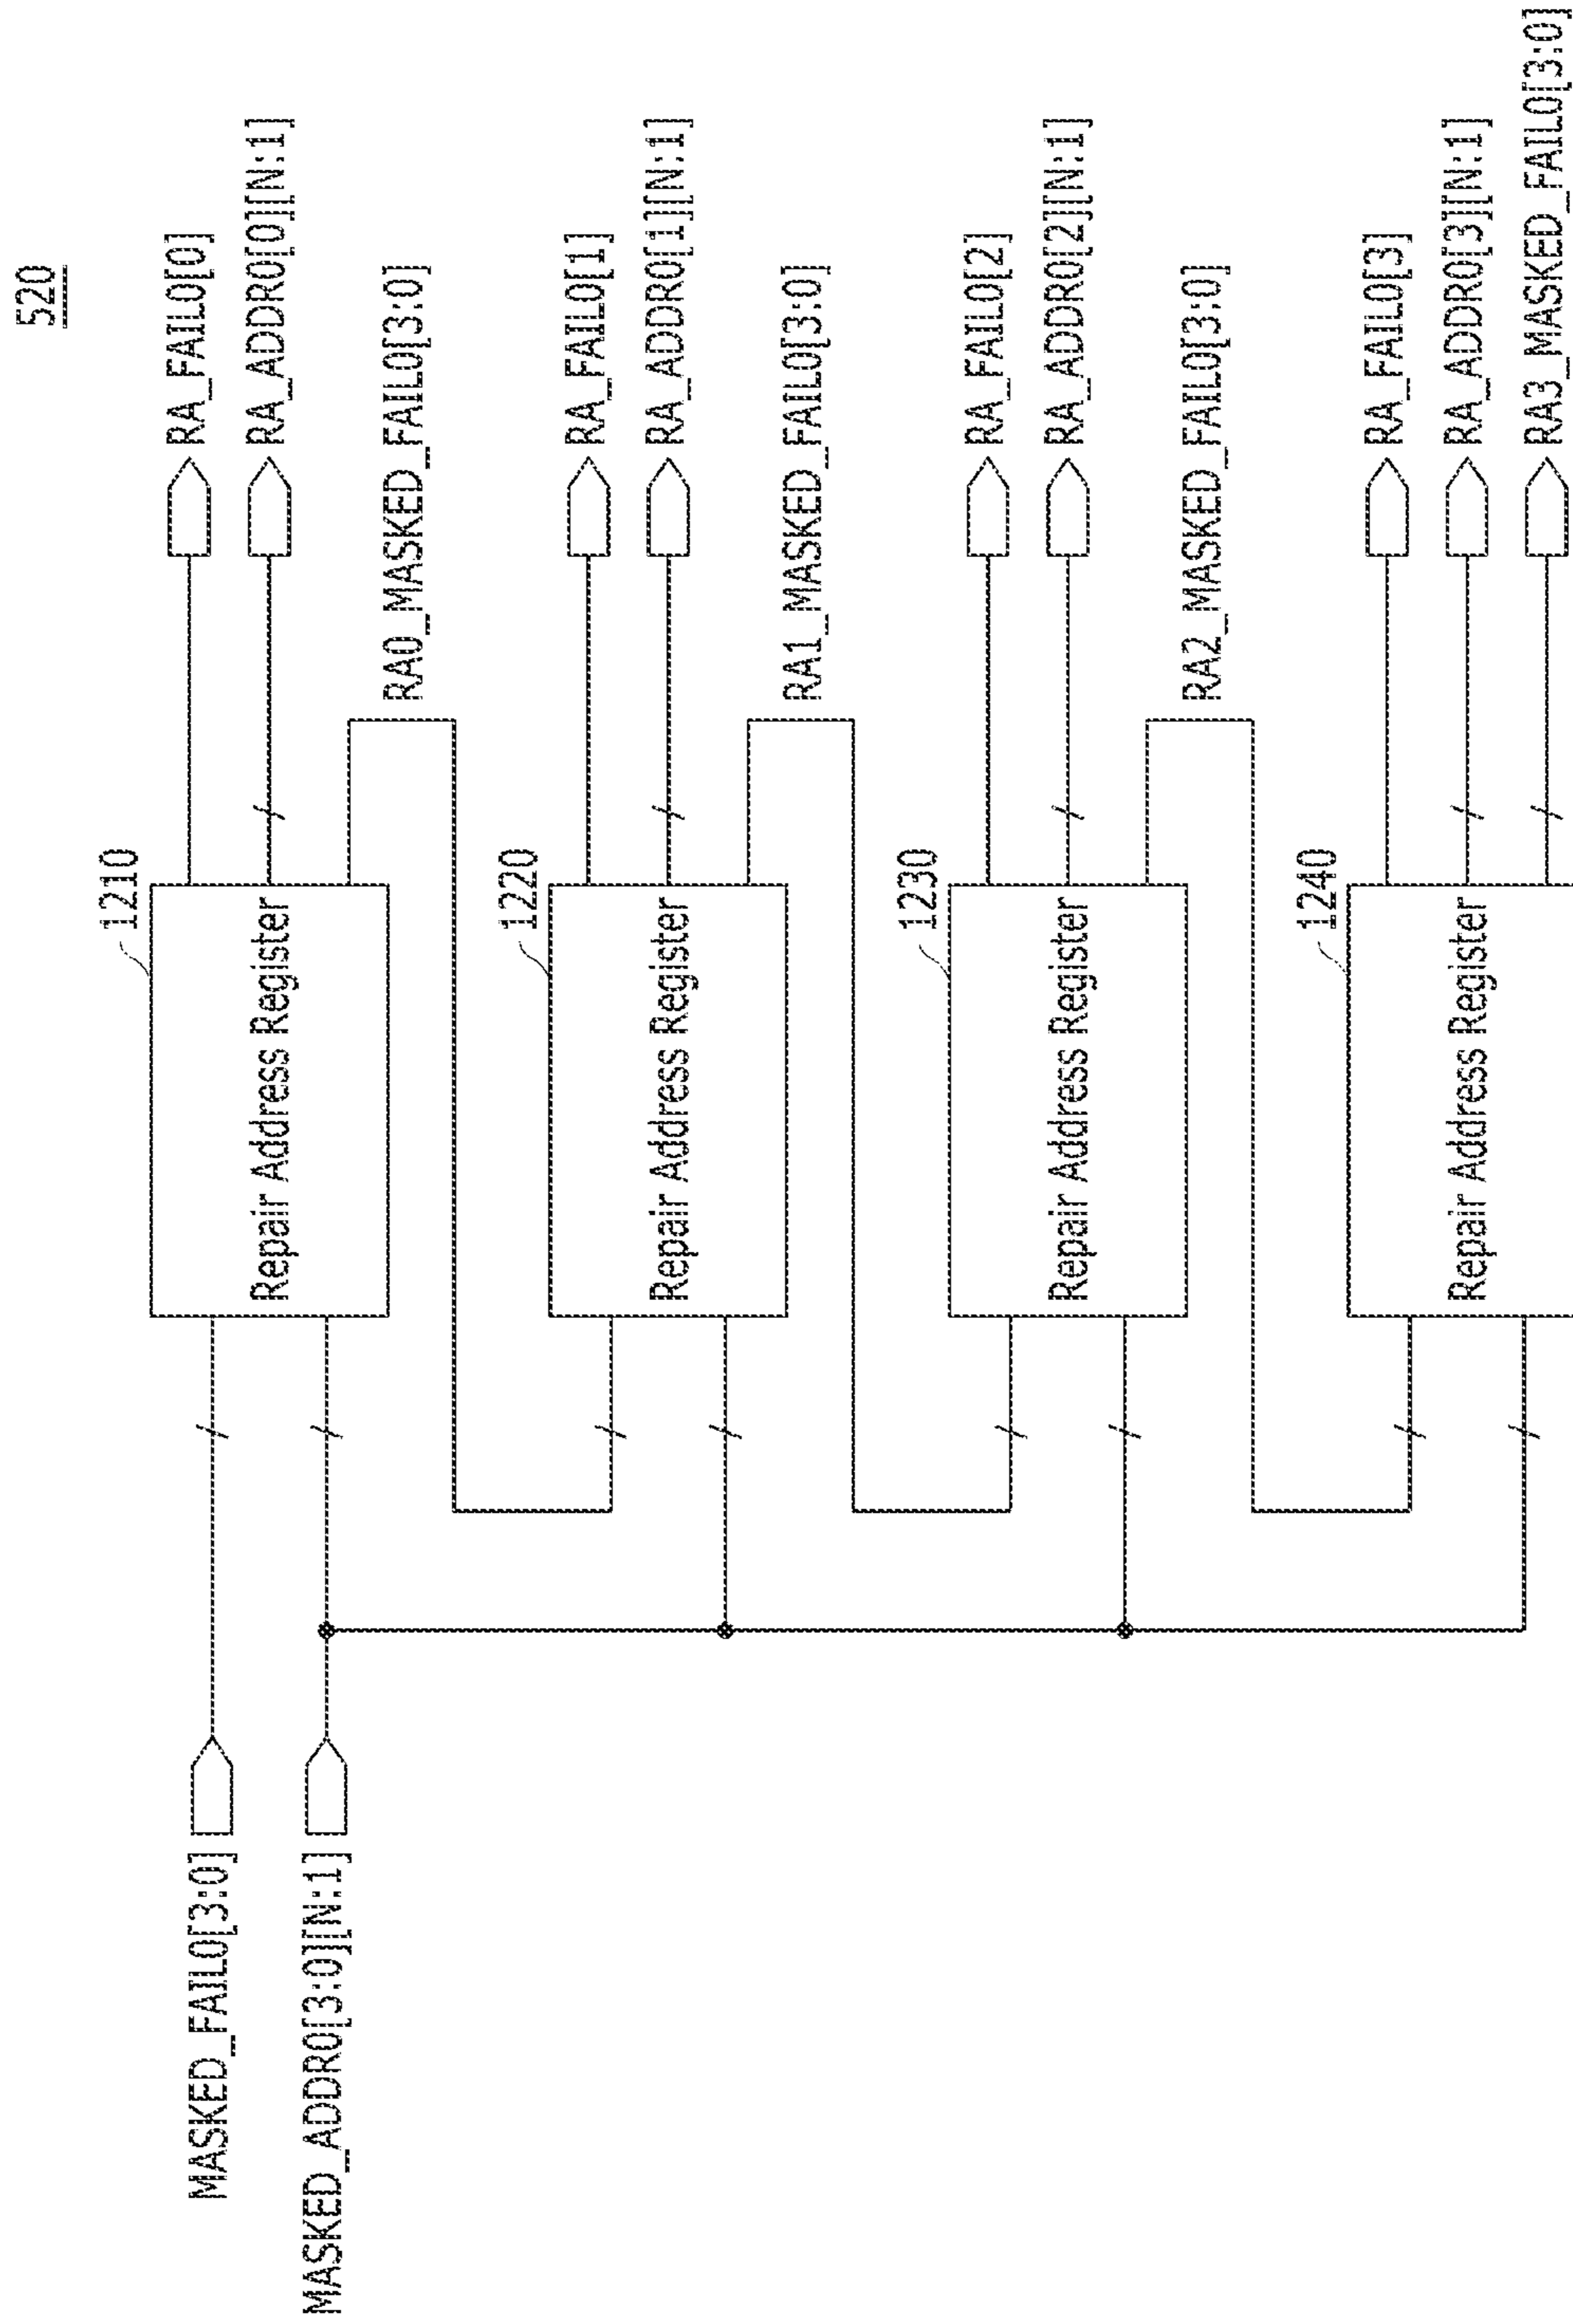 520
MASKED_FAIL0[3:0]
MASKED_ADDR0[3:0][N:1]
1210
Repair Address Register
RA_FAIL0[0]
RA_ADDR0[0][N:1]
RA0_MASKED_FAIL0[3:0]
1220
Repair Address Register
RA_FAIL0[1]
RA_ADDR0[1][N:1]
RA1_MASKED_FAIL0[3:0]
1230
Repair Address Register
RA_FAIL0[2]
RA_ADDR0[2][N:1]
RA2_MASKED_FAIL0[3:0]
1240
Repair Address Register
RA_FAIL0[3]
RA_ADDR0[3][N:1]
RA3_MASKED_FAIL0[3:0]